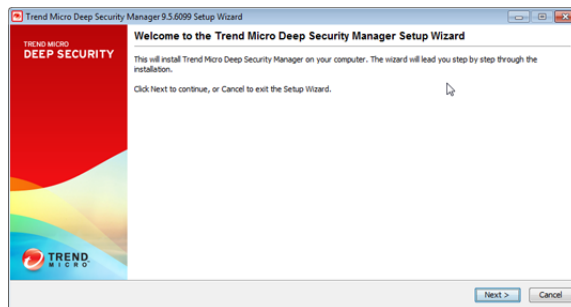 Trend Micro Deep Security Manager 9.5.6099 Setup Wizard
TREND MICRO
DEEP SECURITY
Welcome to the Trend Micro Deep Security Manager Setup Wizard
This will install Trend Micro Deep Security Manager on your computer. The wizard will lead you step by step through the
installation.
Click Next to continue, or Cancel to exit the Setup Wizard.
TREND
MICRO
Next >
Cancel